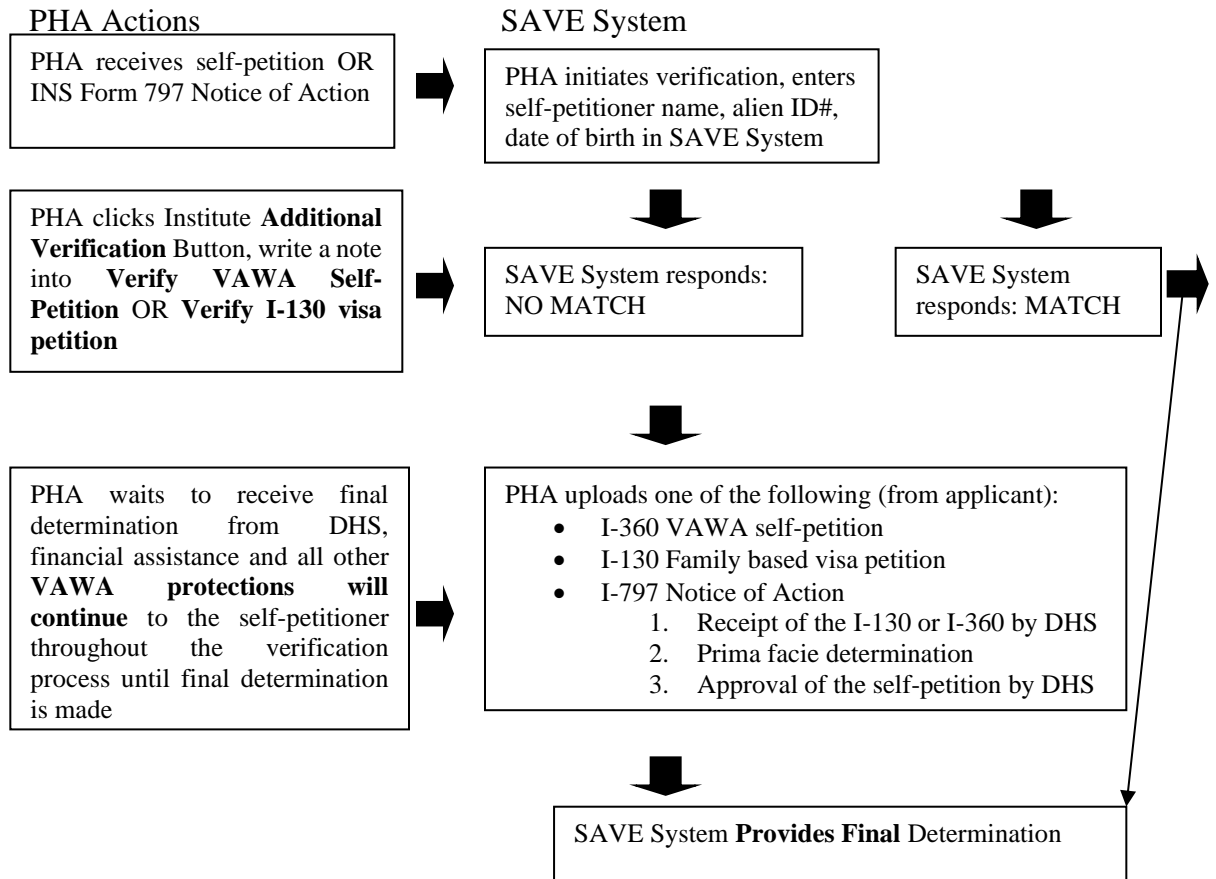 PHA Actions
SAVE System
PHA receives self-petition OR
INS Form 797 Notice of Action
PHA initiates verification, enters
self-petitioner name, alien ID#,
date of birth in SAVE System
PHA clicks Institute Additional
Verification Button, write a note
into Verify VAWA Self-
Petition OR Verify I-130 visa
petition
SAVE System responds:
NO MATCH
SAVE System
responds: MATCH
PHA waits to receive final
determination from DHS,
financial assistance and all other
VAWA protections will
continue to the self-petitioner
throughout the verification
process until final determination
is made
PHA uploads one of the following (from applicant):
• I-360 VAWA self-petition
• I-130 Family based visa petition
• I-797 Notice of Action
1. Receipt of the I-130 or I-360 by DHS
2. Prima facie determination
3. Approval of the self-petition by DHS
SAVE System Provides Final Determination